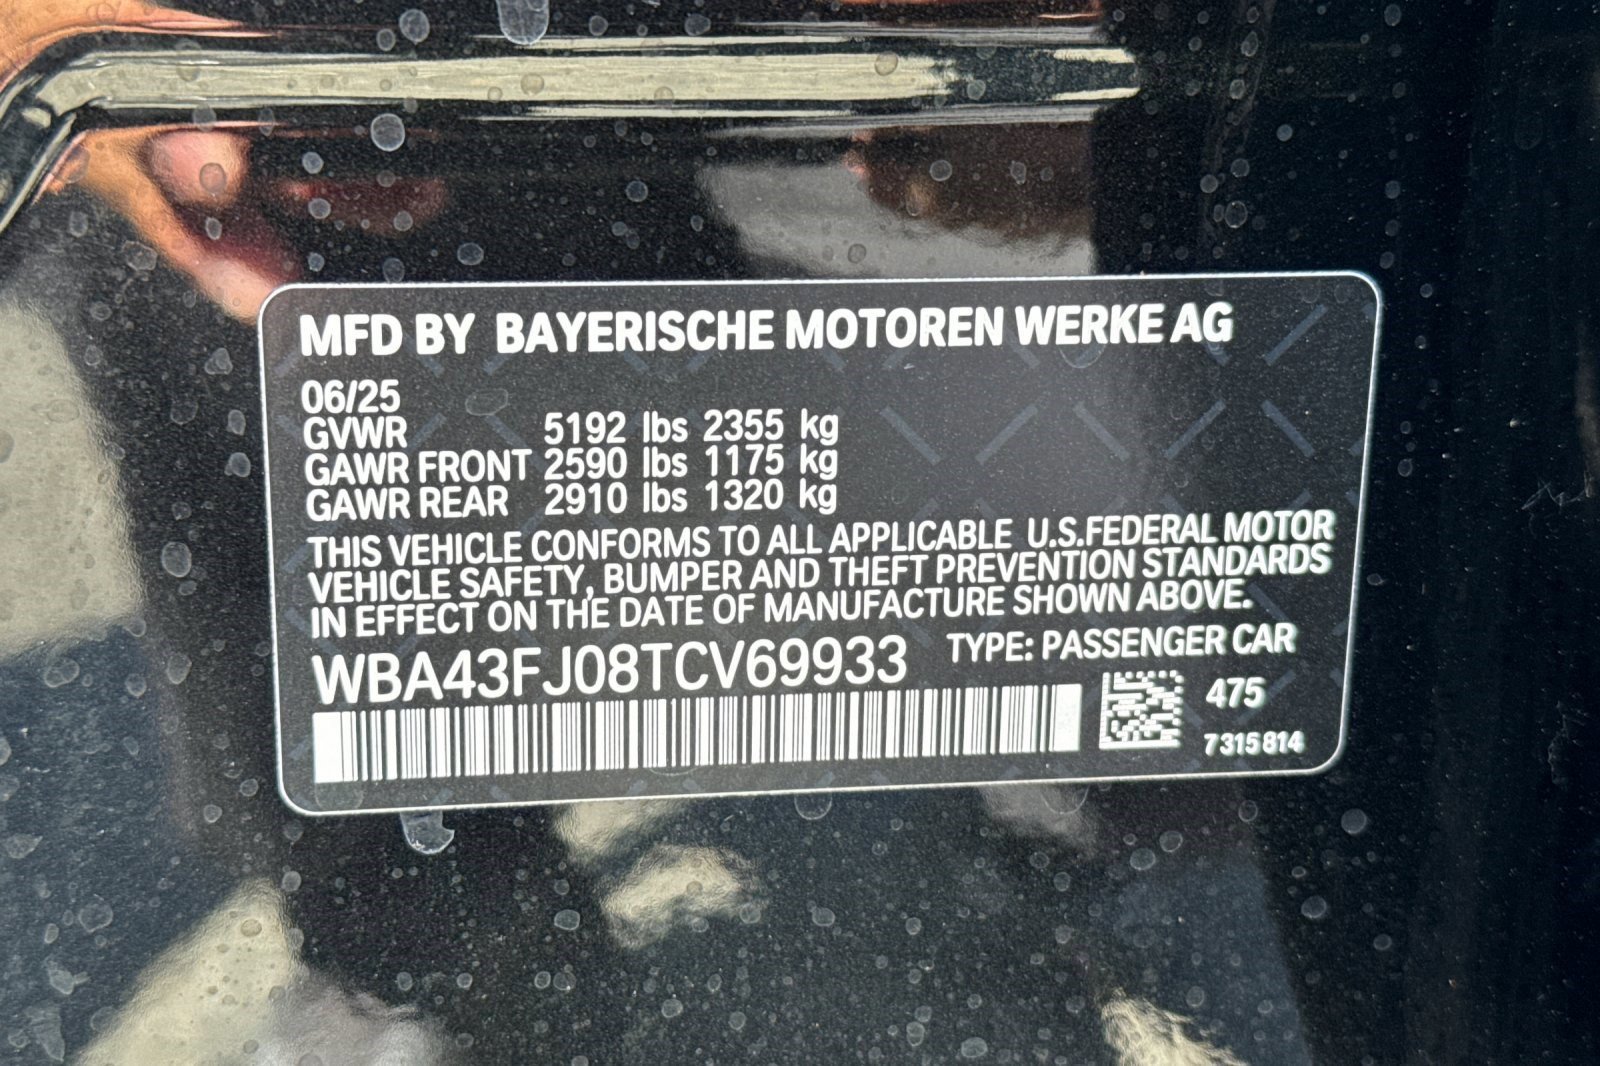 MFD BY BAYERISCHE MOTOREN WERKE AG
06/25
GVWR 5192 lbs 2355 kg
GAWR FRONT 2590 lbs 1175 kg
GAWR REAR 2910 lbs 1320 kg
THIS VEHICLE CONFORMS TO ALL APPLICABLE U.S.FEDERAL MOTOR
VEHICLE SAFETY, BUMPER AND THEFT PREVENTION STANDARDS
IN EFFECT ON THE DATE OF MANUFACTURE SHOWN ABOVE.
WBA43FJ08TCV69933 TYPE: PASSENGER CAR
475
7315814